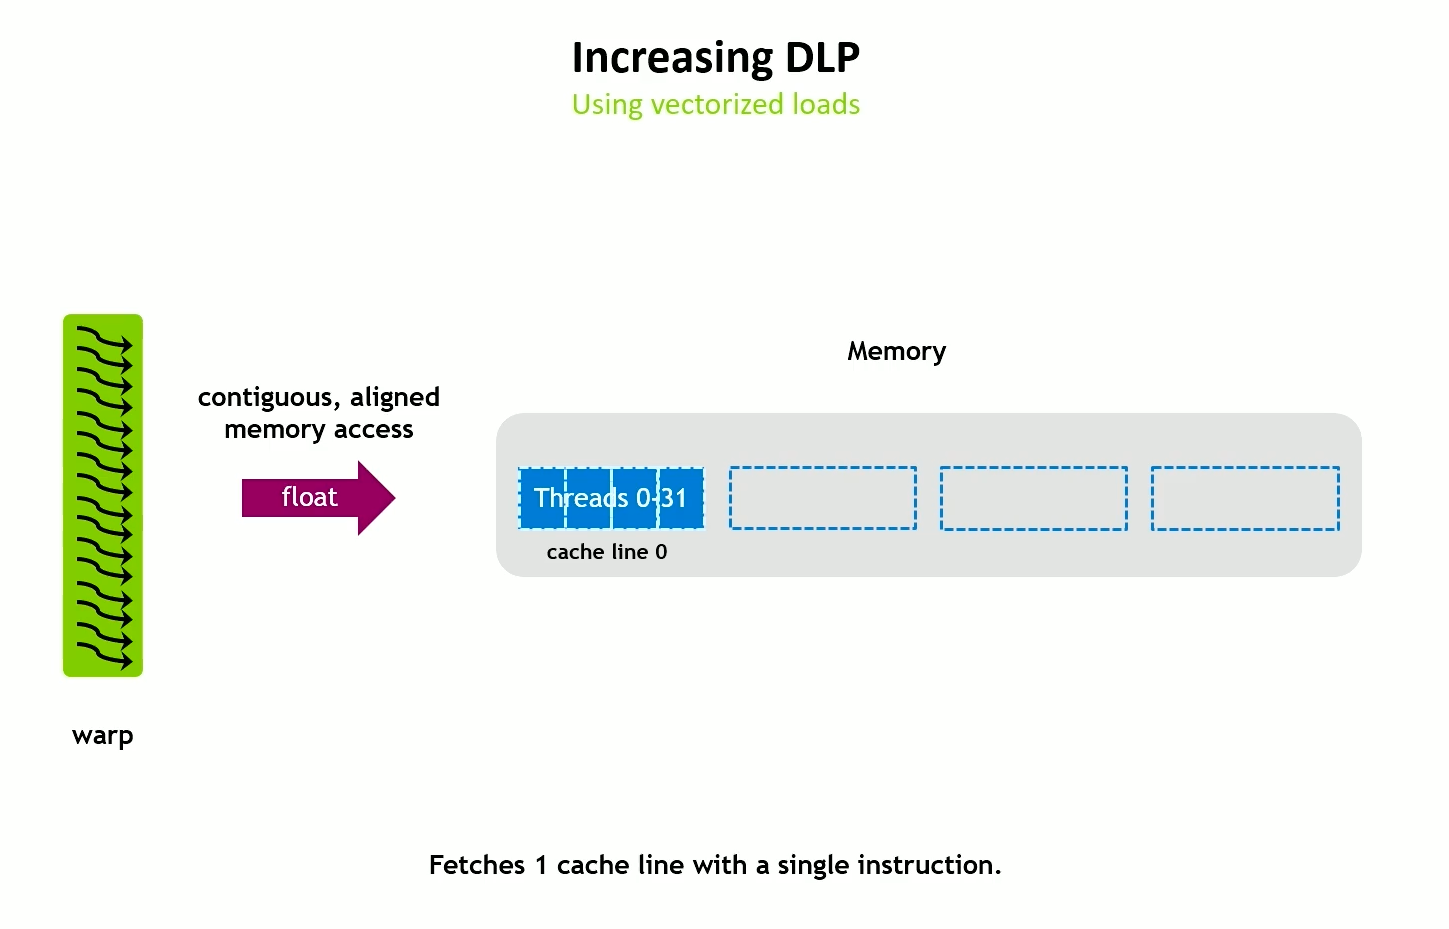 Increasing DLP
Using vectorized loads
Memory
contiguous, aligned
memory access
float
Threads 0-31
cache line 0
warp
Fetches 1 cache line with a single instruction.